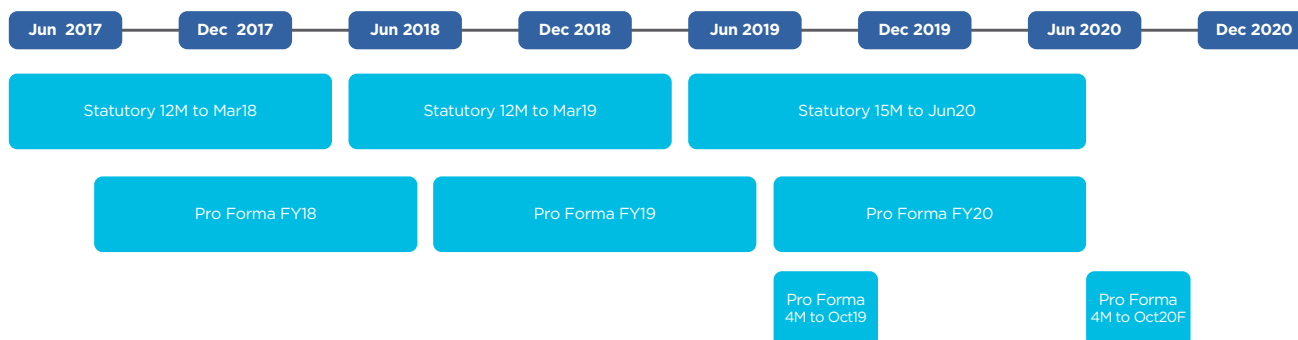 Jun 2017
Dec 2017
Jun 2018
Dec 2018
Jun 2019
Dec 2019
Jun 2020
Dec 2020
Statutory 12M to Mar18
Statutory 12M to Mar19
Statutory 15M to Jun20
Pro Forma FY18
Pro Forma FY19
Pro Forma FY20
Pro Forma
4M to Oct19
Pro Forma
4M to Oct20F